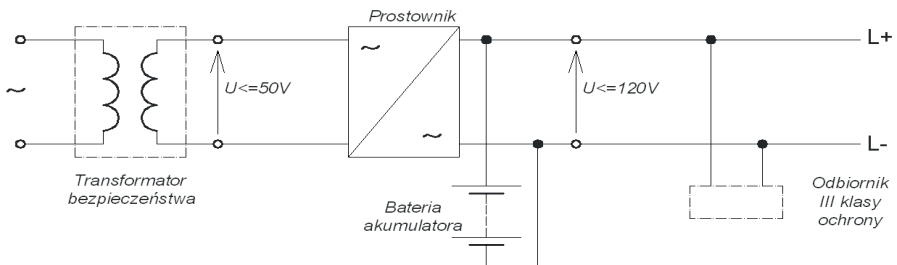 Prostownik
L+
~
~
~
U<=50V
U<=120V
L-
Transformator
bezpieczeństwa
Bateria
akumulatora
Odbiornik
III klasy
ochrony